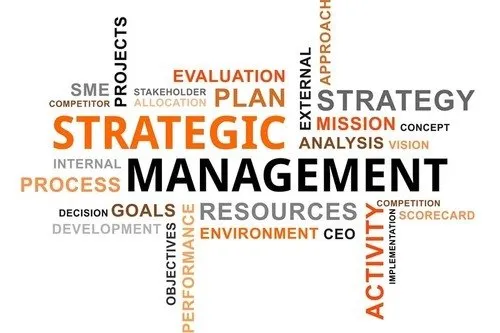 PROJECTS
EXTERNAL
APPROACH
EVALUATION
SME
STAKEHOLDER
PLAN
STRATEGY
COMPETITOR
ALLOCATION
STRATEGIC
MISSION
CONCEPT
ANALYSIS
VISION
INTERNAL
MANAGEMENT
PROCESS
DECISION
GOALS
RESOURCES
COMPETITION
SCORECARD
DEVELOPMENT
ENVIRONMENT
CEO
OBJECTIVES
PERFORMANCE
ACTIVITY
IMPLEMENTATION